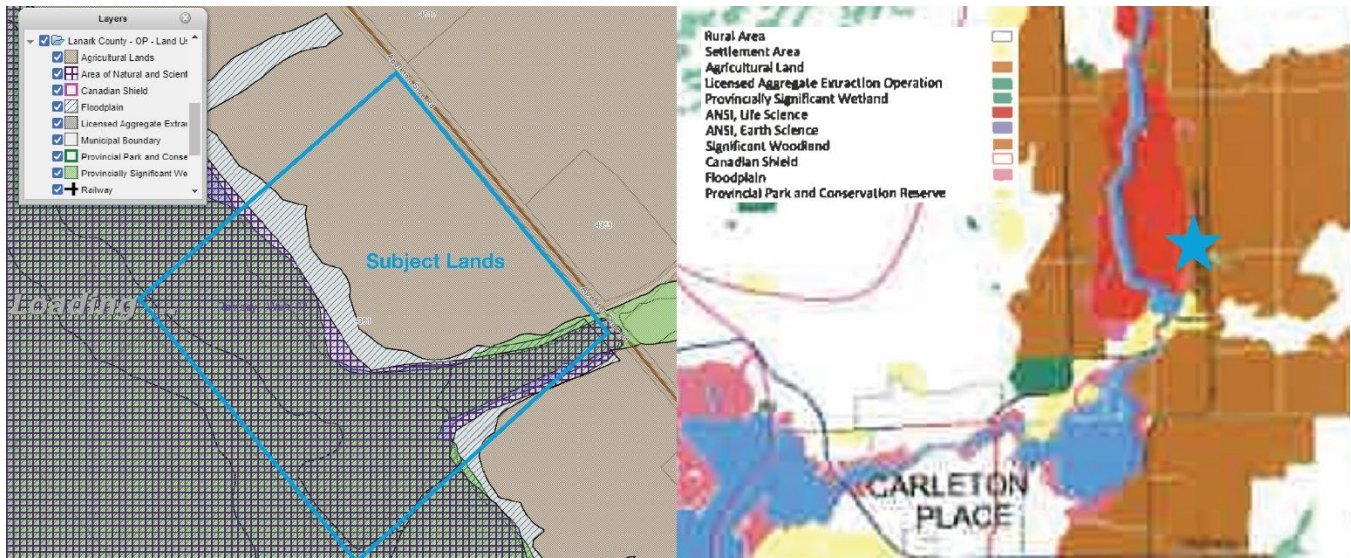 Layers
Lanark County - OP - Land Us
Agricultural Lands
Area of Natural and Scient
Canadian Shield
Floodplain
Licensed Aggregate Extrac
Municipal Boundary
Provincial Park and Conse
Provincially Significant We
Railway
Subject Lands
Loading
Rural Area
Settlement Area
Agricultural Land
Licensed Aggregate Extraction Operation
Provincially Significant Wetland
ANSI, Life Science
ANSI, Earth Science
Significant Woodland
Canadian Shield
Floodplain
Provincial Park and Conservation Reserve
CARLETON
PLACE